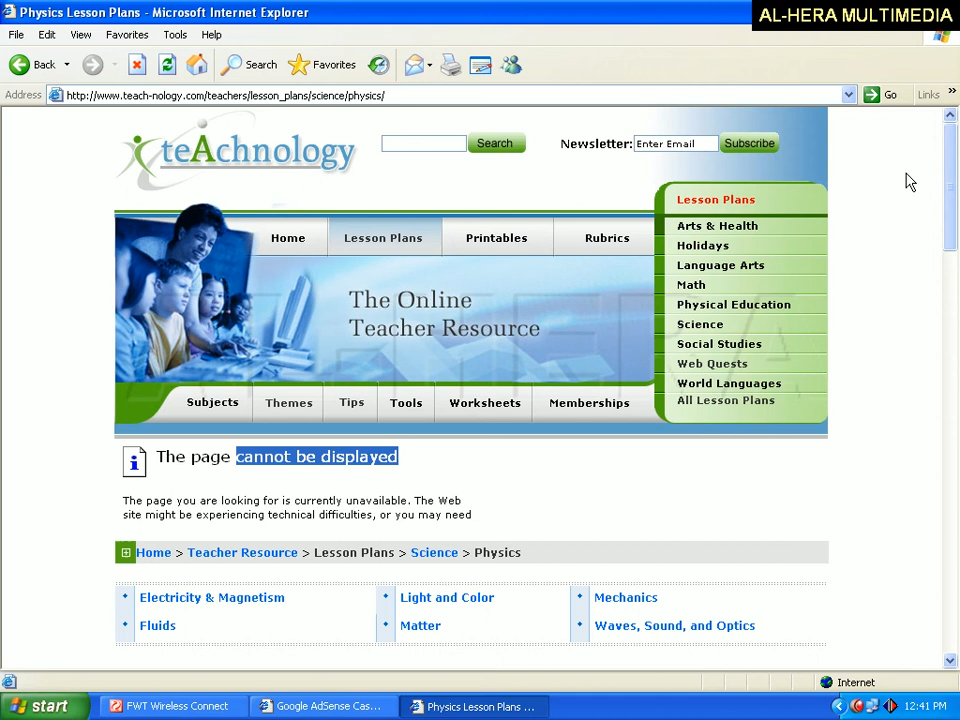 Physics Lesson Plans - Microsoft Internet Explorer
AL-HERA MULTIMEDIA
File Edit View Favorites Tools Help
Back Search Favorites
Address http://www.teach-nology.com/teachers/lesson_plans/science/physics/ Go Links »
teAchnology Search Newsletter: Enter Email Subscribe
Lesson Plans
Arts & Health
Holidays
Language Arts
Math
Physical Education
Science
Social Studies
Web Quests
World Languages
All Lesson Plans
Home Lesson Plans Printables Rubrics
The Online
Teacher Resource
Subjects Themes Tips Tools Worksheets Memberships
The page cannot be displayed
The page you are looking for is currently unavailable. The Web
site might be experiencing technical difficulties, or you may need
Home > Teacher Resource > Lesson Plans > Science > Physics
Electricity & Magnetism Light and Color Mechanics
Fluids Matter Waves, Sound, and Optics
Internet
start FWT Wireless Connect Google AdSense Cas... Physics Lesson Plans ... 12:41 PM